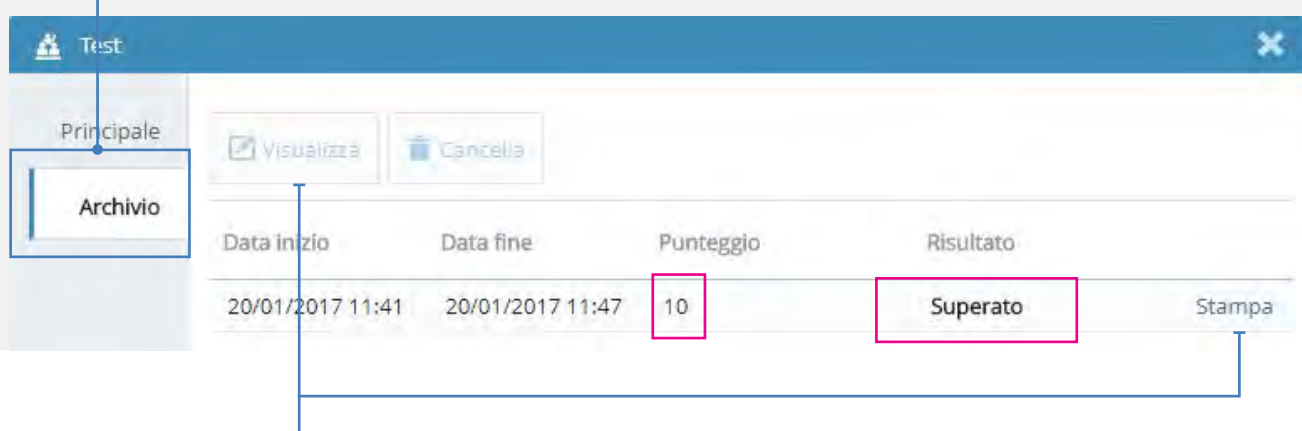 Test
Principale
Archivio
Visualizza Cancella
Data inizio Data fine Punteggio Risultato
20/01/2017 11:41 20/01/2017 11:47 10 Superato Stampa